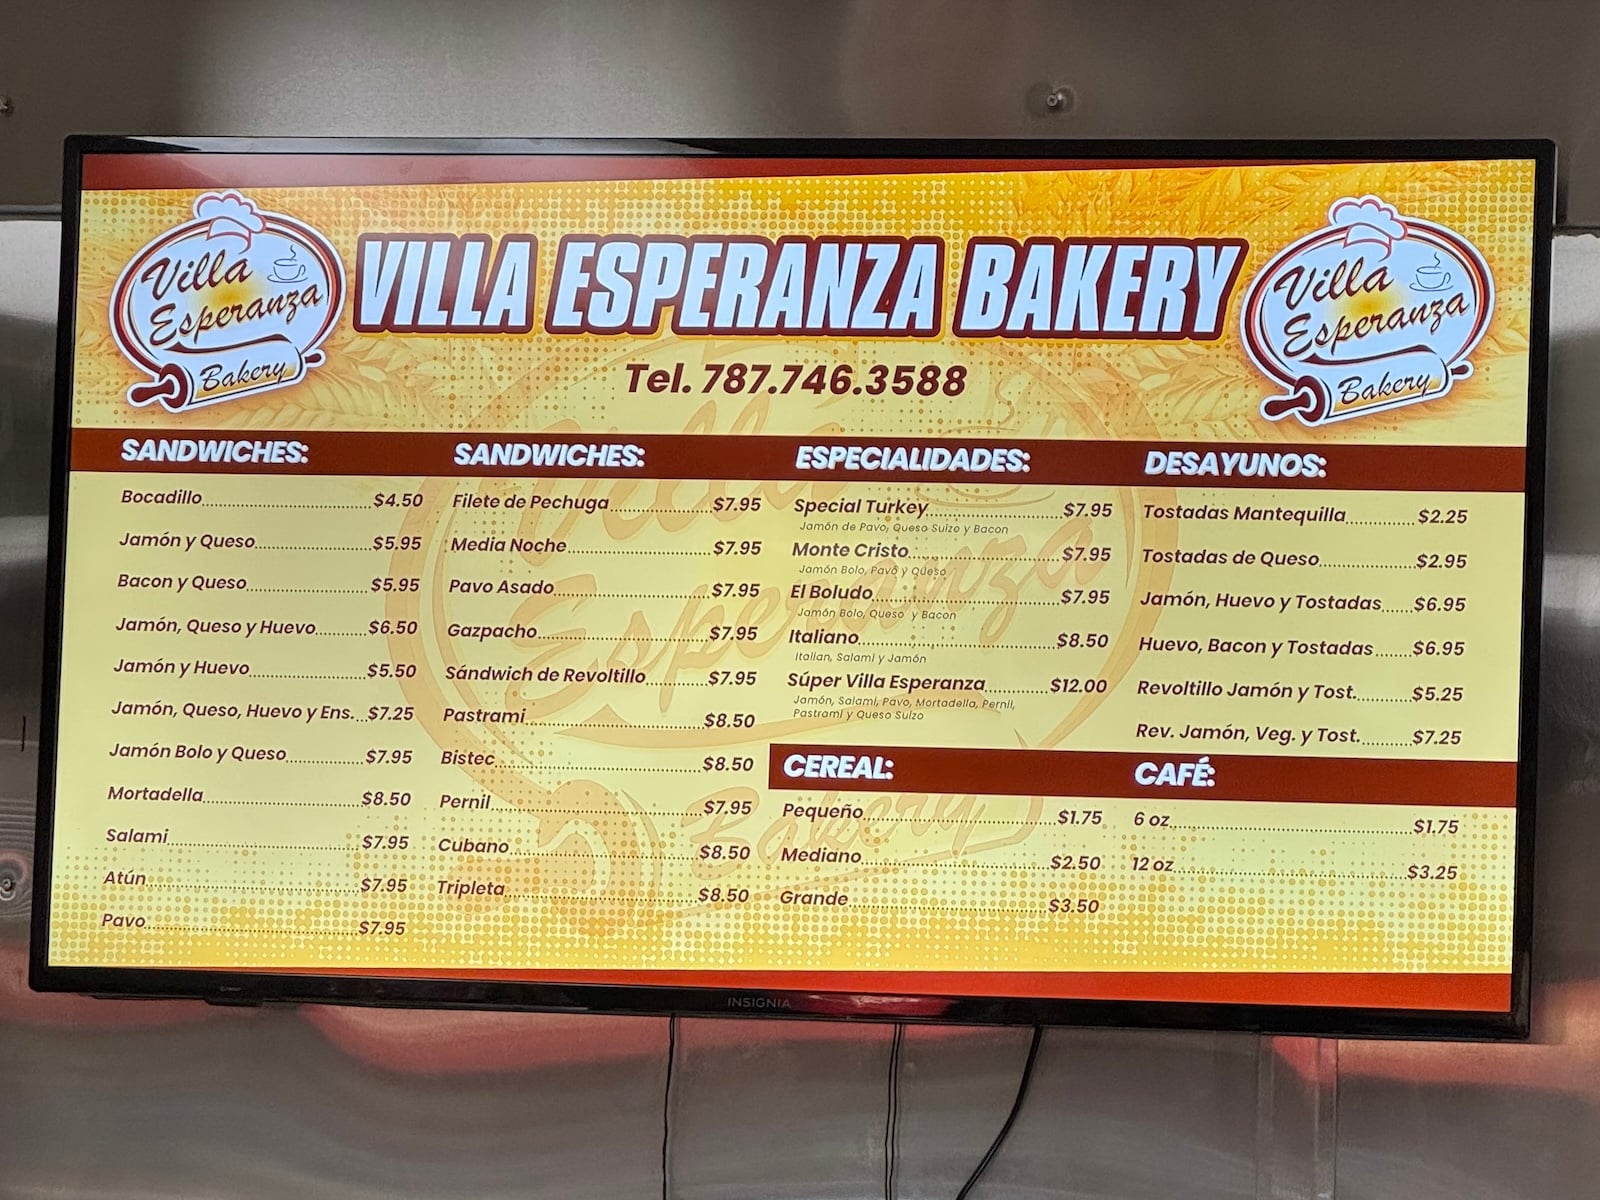 Villa
Esperanza
Bakery
VILLA ESPERANZA BAKERY
Tel. 787.746.3588
Villa
Esperanza
Bakery
SANDWICHES:
Bocadillo $4.50
Jamón y Queso $5.95
Bacon y Queso $5.95
Jamón, Queso y Huevo $6.50
Jamón y Huevo $5.50
Jamón, Queso, Huevo y Ens. $7.25
Jamón Bolo y Queso $7.95
Mortadella $8.50
Salami $7.95
Atún $7.95
Pavo $7.95
SANDWICHES:
Filete de Pechuga $7.95
Media Noche $7.95
Pavo Asado $7.95
Gazpacho $7.95
Sándwich de Revoltillo $7.95
Pastrami $8.50
Bistec $8.50
Pernil $7.95
Cubano $8.50
Tripleta $8.50
ESPECIALIDADES:
Special Turkey $7.95
Jamón de Pavo, Queso Suizo y Bacon
Monte Cristo $7.95
Jamón Bolo, Pavo y Queso
El Boludo $7.95
Jamón Bolo, Queso y Bacon
Italiano $8.50
Italian, Salami y Jamón
Súper Villa Esperanza $12.00
Jamón, Salami, Pavo, Mortadella, Pernil,
Pastrami y Queso Suizo
DESAYUNOS:
Tostadas Mantequilla $2.25
Tostadas de Queso $2.95
Jamón, Huevo y Tostadas $6.95
Huevo, Bacon y Tostadas $6.95
Revoltillo Jamón y Tost. $5.25
Rev. Jamón, Veg. y Tost. $7.25
CEREAL:
Pequeño $1.75
Mediano $2.50
Grande $3.50
CAFÉ:
6 oz $1.75
12 oz $3.25
Villa
Esperanza
Bakery
INSIGNIA